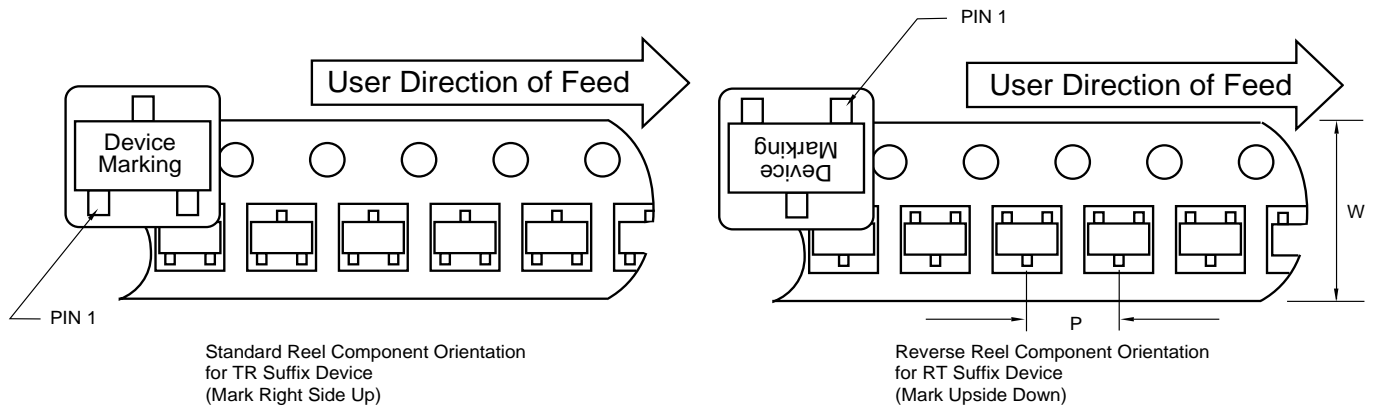 PIN 1
User Direction of Feed
Device
Marking
PIN 1
Standard Reel Component Orientation
for TR Suffix Device
(Mark Right Side Up)
User Direction of Feed
Device
Marking
W
P
Reverse Reel Component Orientation
for RT Suffix Device
(Mark Upside Down)